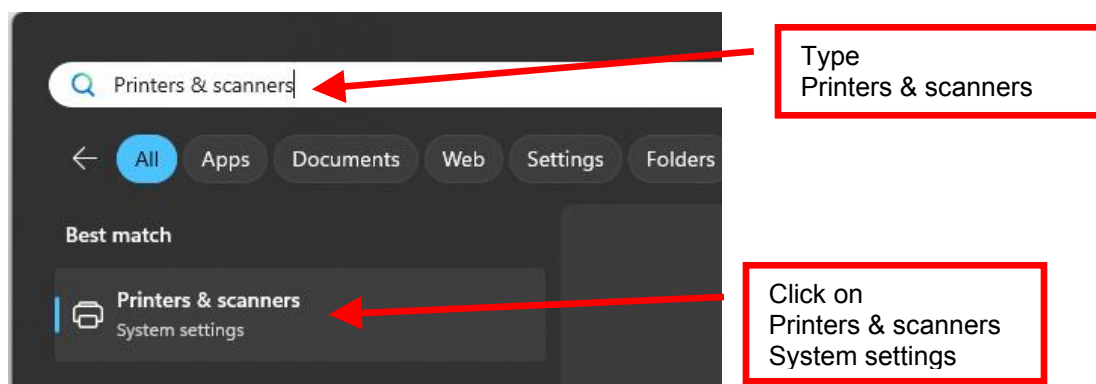 Printers & scanners
Type
Printers & scanners
All Apps Documents Web Settings Folders
Best match
Printers & scanners
System settings
Click on
Printers & scanners
System settings